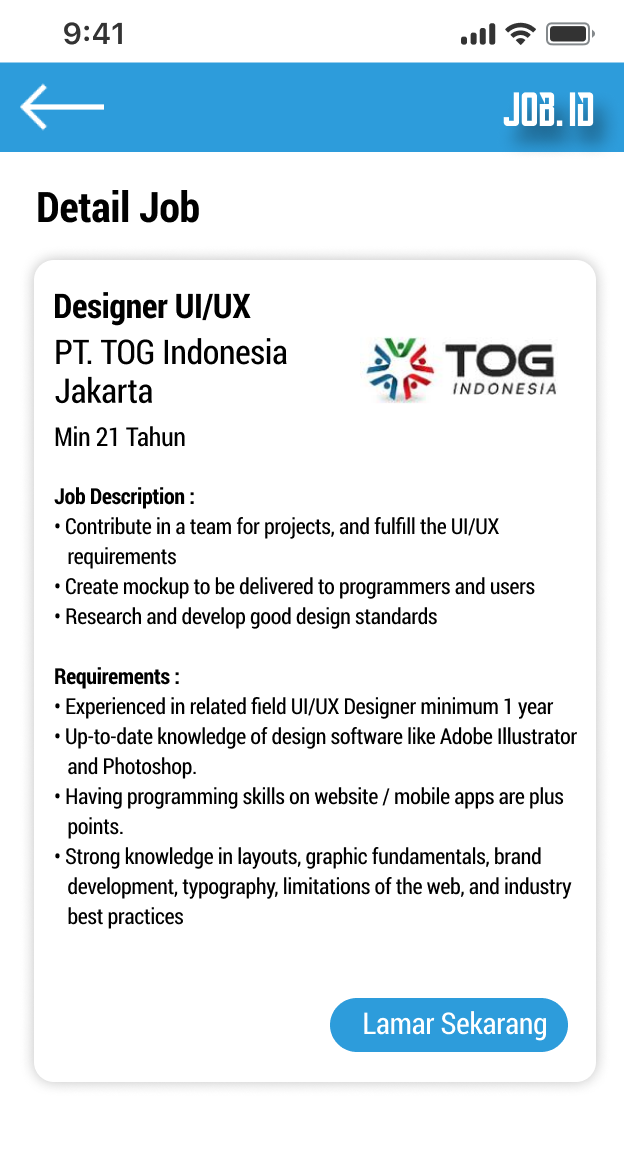 9:41
JOB.ID
Detail Job
Designer UI/UX
PT. TOG Indonesia
Jakarta
TOG
INDONESIA
Min 21 Tahun
Job Description :
• Contribute in a team for projects, and fulfill the UI/UX
requirements
• Create mockup to be delivered to programmers and users
• Research and develop good design standards
Requirements :
• Experienced in related field UI/UX Designer minimum 1 year
• Up-to-date knowledge of design software like Adobe Illustrator
and Photoshop.
• Having programming skills on website / mobile apps are plus
points.
• Strong knowledge in layouts, graphic fundamentals, brand
development, typography, limitations of the web, and industry
best practices
Lamar Sekarang